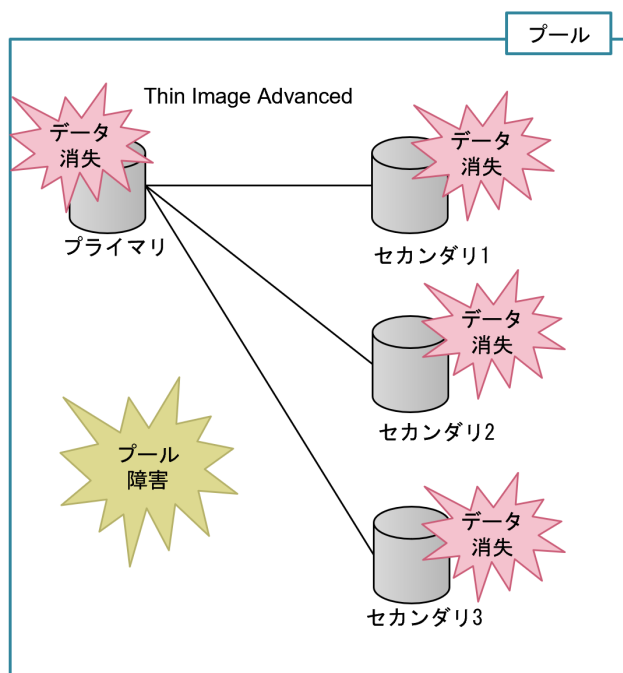 プール
Thin Image Advanced
データ
消失
プライマリ
データ
消失
セカンダリ1
データ
消失
セカンダリ2
プール
障害
データ
消失
セカンダリ3